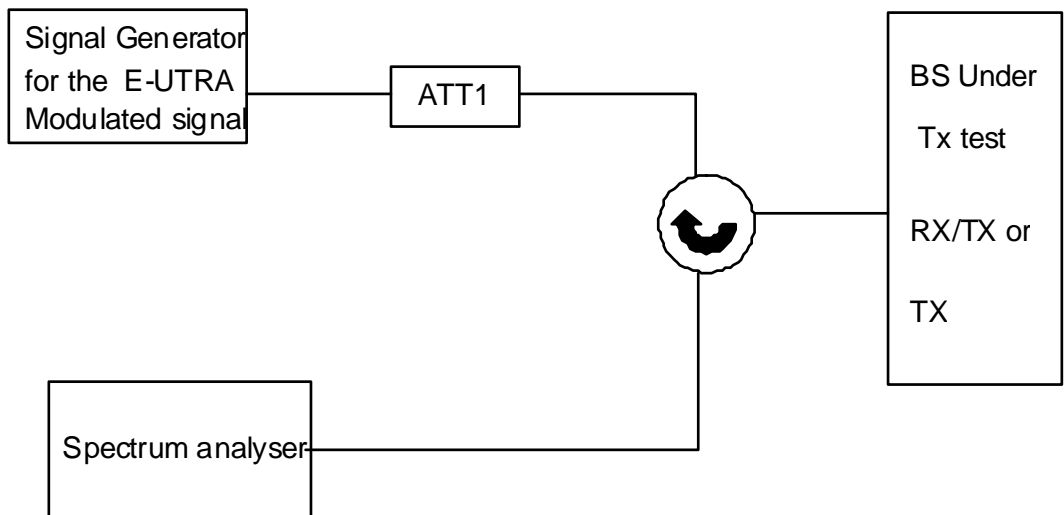 Signal Generator
for the E-UTRA
Modulated signal
ATT1
BS Under
Tx test
RX/TX or
TX
Spectrum analyser